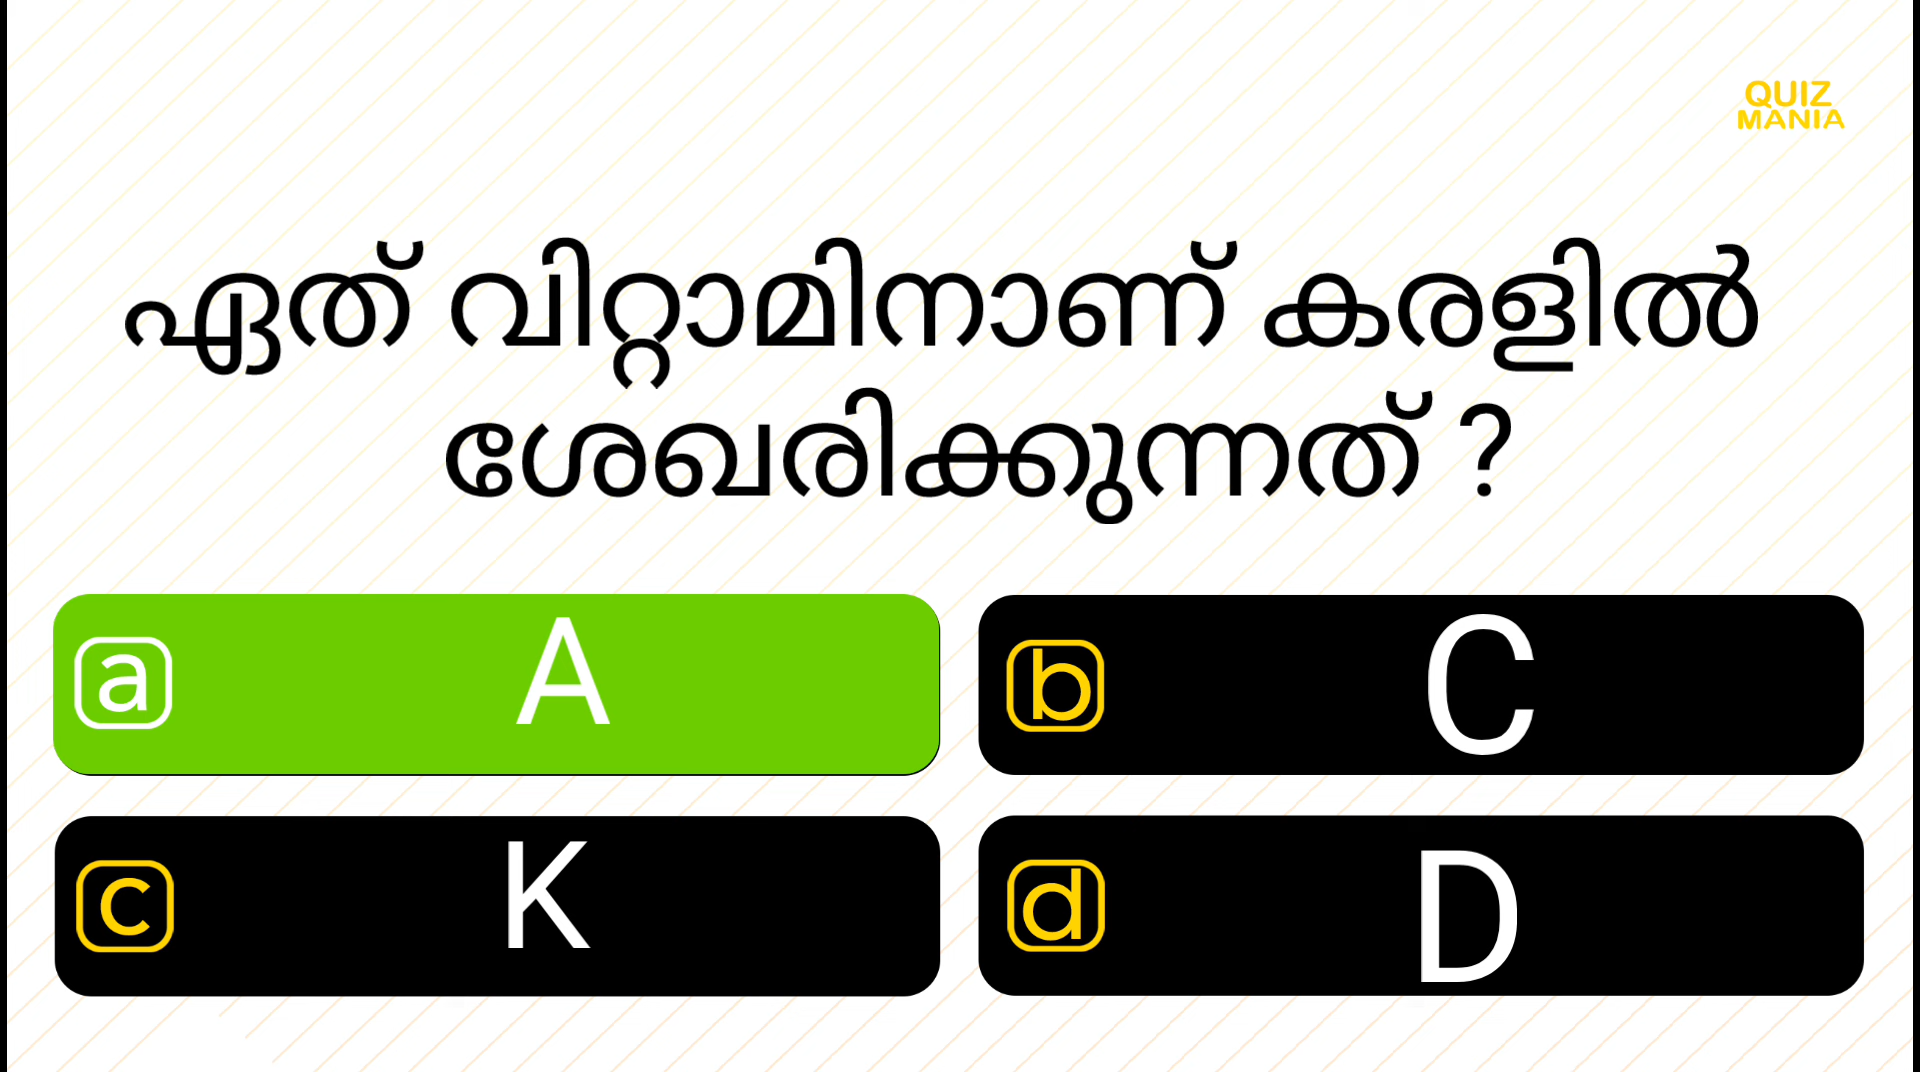 QUIZ
MANIA
ഏത് വിറ്റാമിനാണ് കരളിൽ
ശേഖരിക്കുന്നത് ?
a A
b C
c K
d D